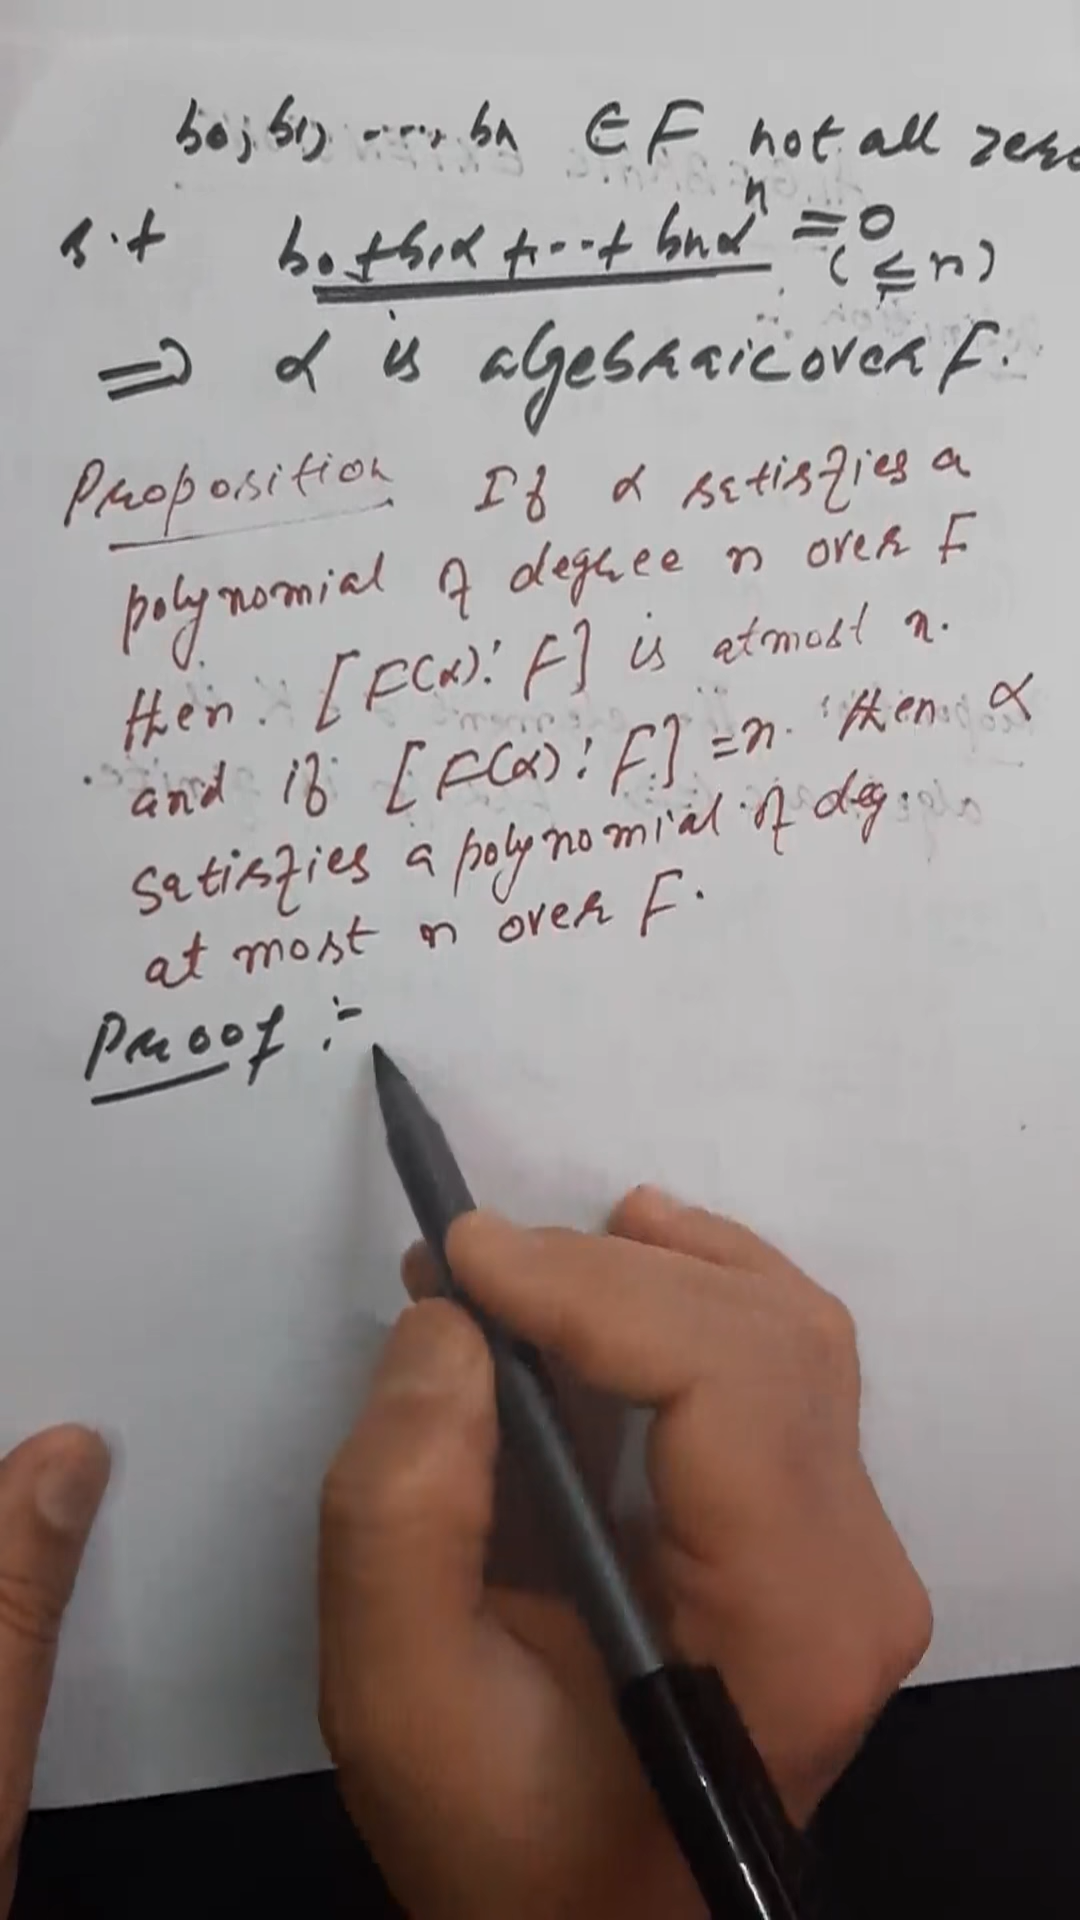 b0, b1, ...., bn ∈ F not all zero
s.t b0 + b1α + ... + bnα^n = 0
(≤ n)
⇒ α is algebraic over F.
Proposition If α satisfies a
polynomial of degree n over F
then [F(α): F] is atmost n.
and if [F(α): F] = n. then α
satisfies a polynomial of deg.
at most n over F.
Proof :-